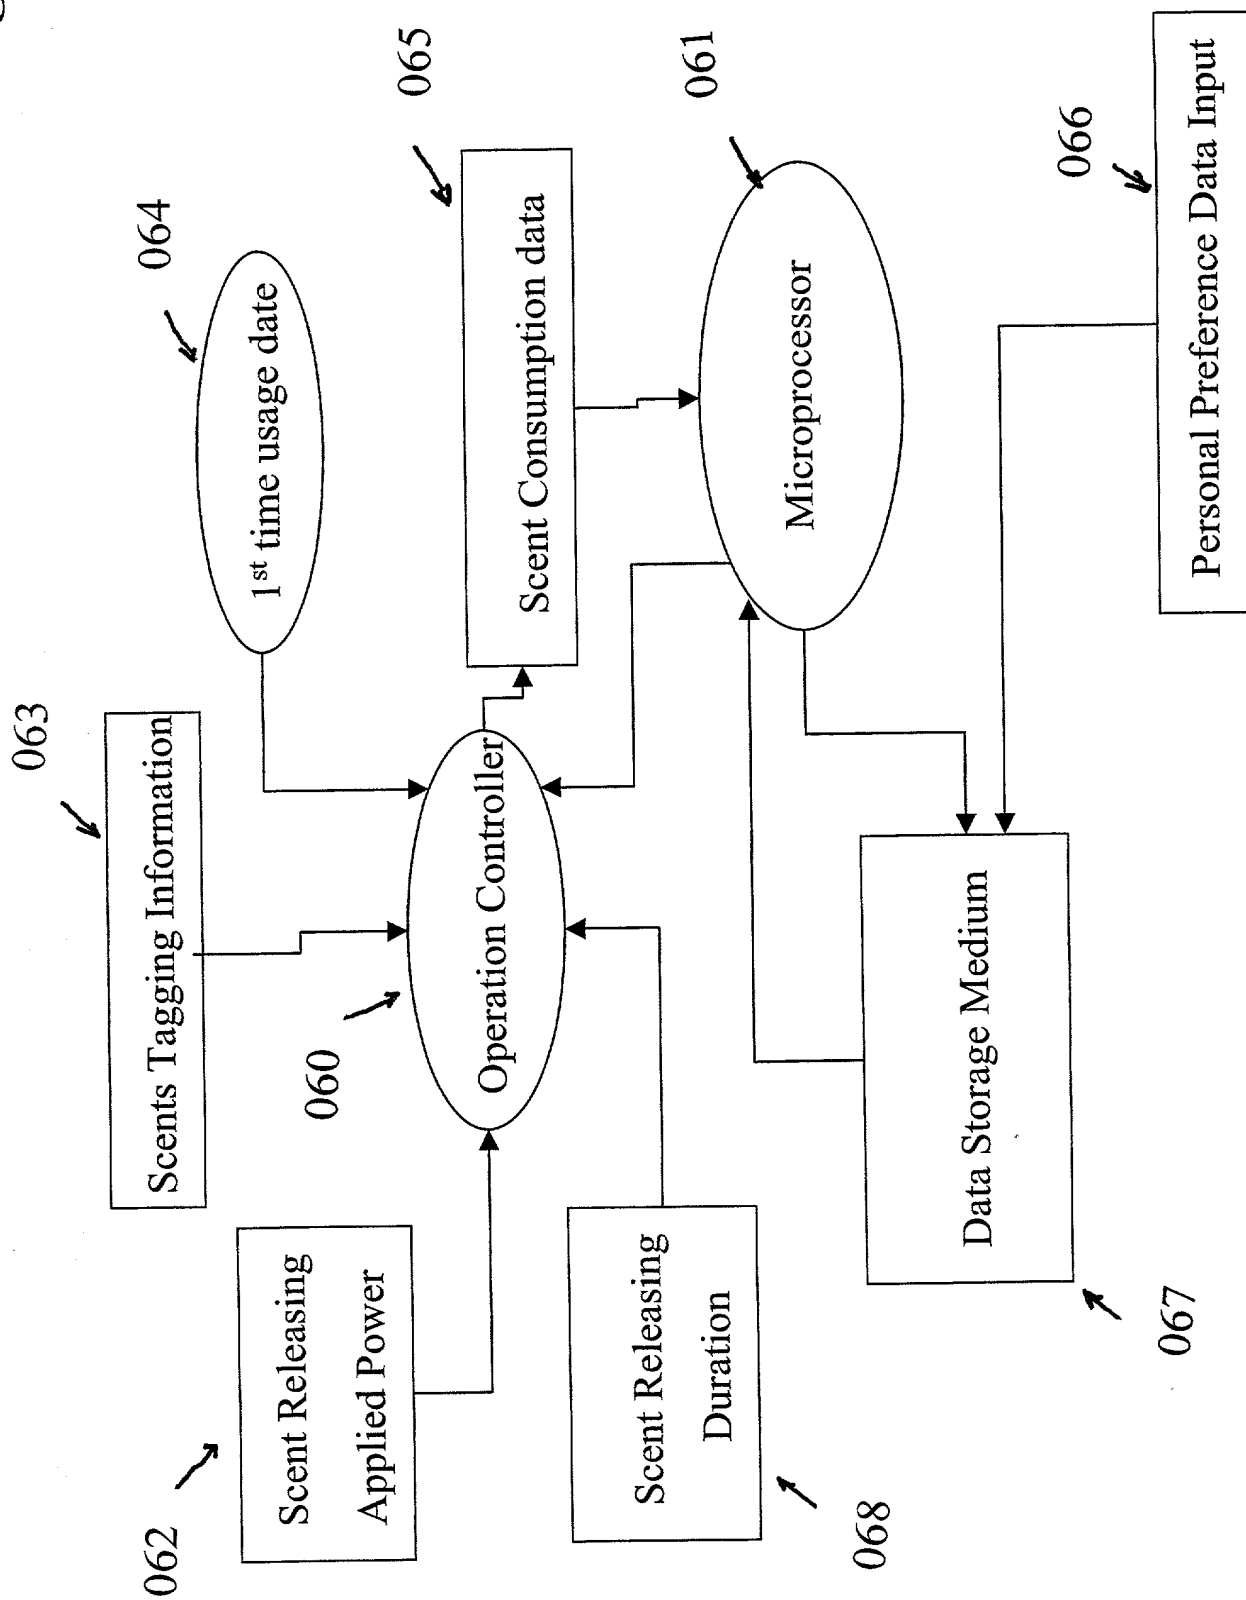 063
Scents Tagging Information
064
1st time usage date
062
Scent Releasing
Applied Power
060
Operation Controller
065
Scent Consumption data
068
Scent Releasing
Duration
061
Microprocessor
067
Data Storage Medium
066
Personal Preference Data Input